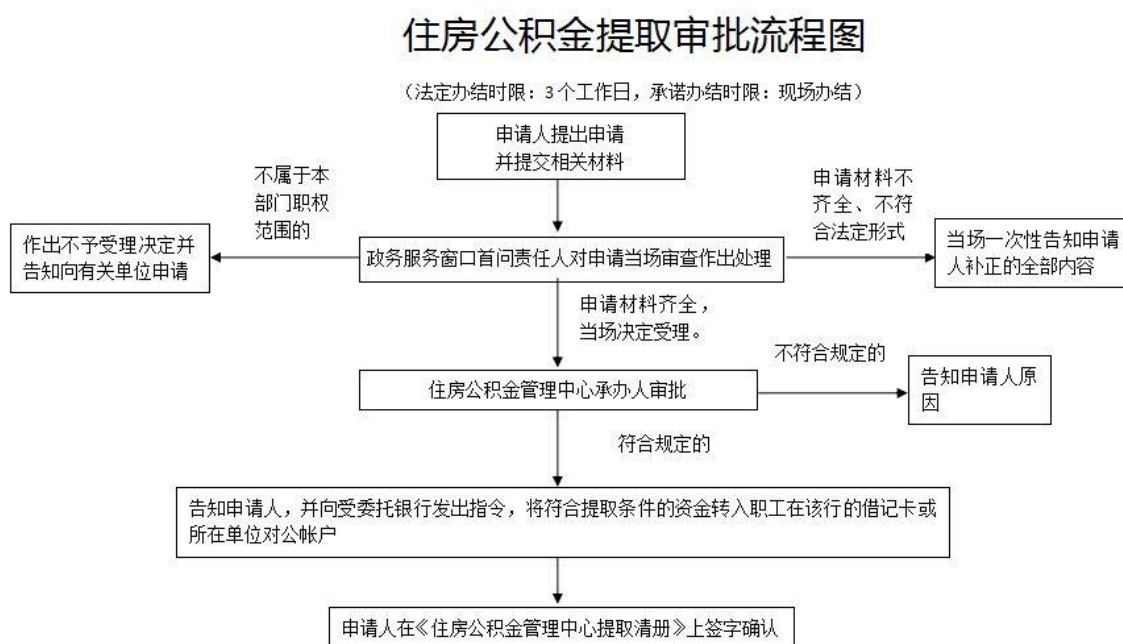 住房公积金提取审批流程图
（法定办结时限：3个工作日，承诺办结时限：现场办结）
申请人提出申请
并提交相关材料
不属于本
部门职权
范围的
申请材料不
齐全、不符
合法定形式
作出不予受理决定并
告知向有关单位申请
政务服务窗口首问责任人对申请当场审查作出处理
当场一次性告知申请
人补正的全部内容
申请材料齐全，
当场决定受理。
不符合规定的
住房公积金管理中心承办人审批
告知申请人原
因
符合规定的
告知申请人，并向受委托银行发出指令，将符合提取条件的资金转入职工在该行的借记卡或
所在单位对公帐户
申请人在《住房公积金管理中心提取清册》上签字确认